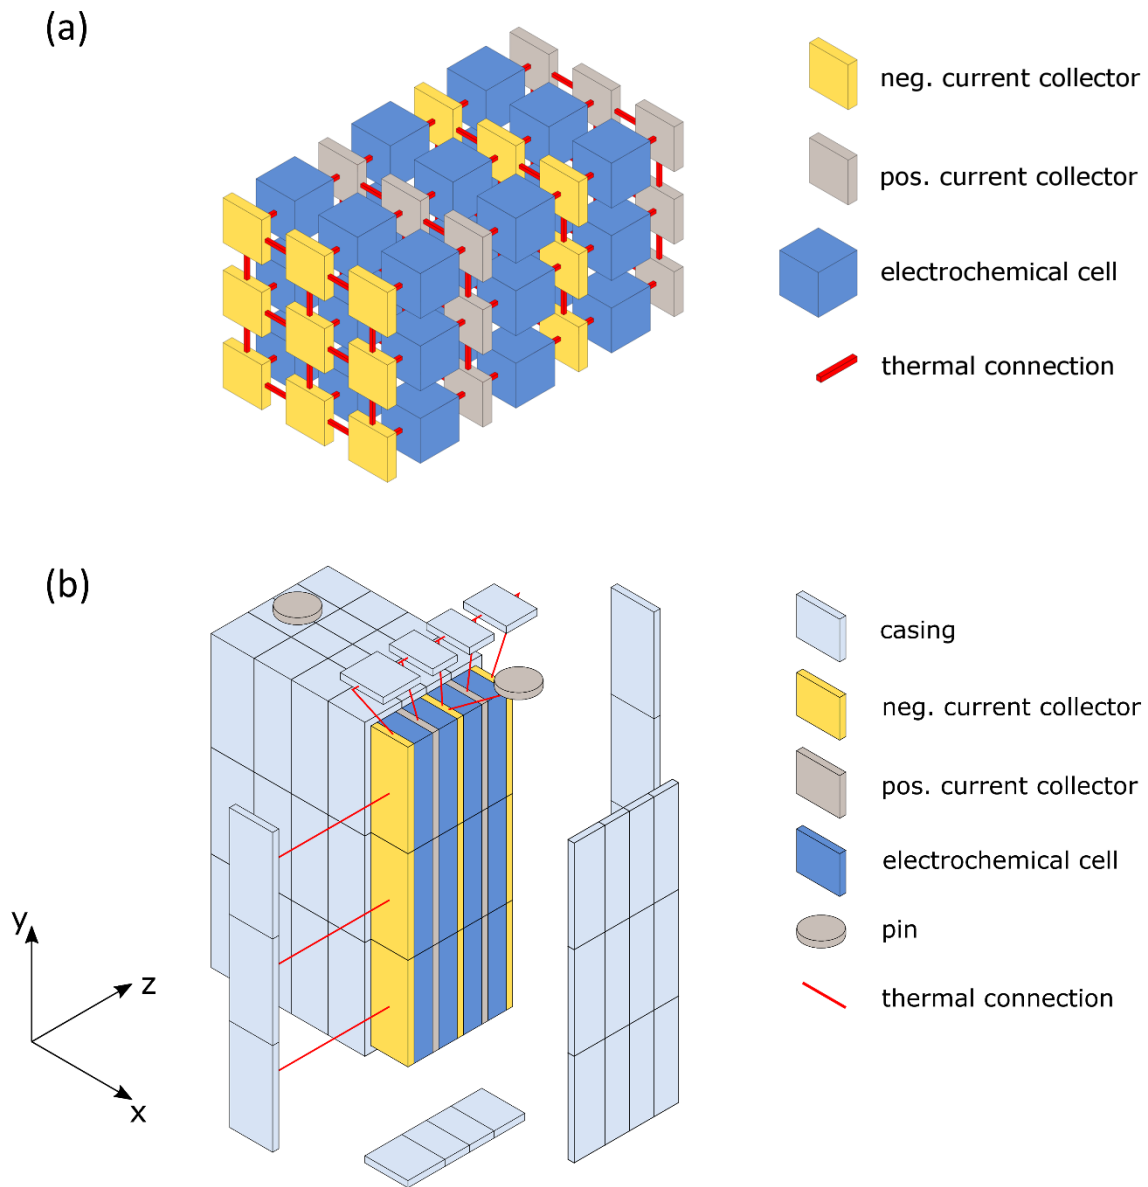 (a)
neg. current collector
pos. current collector
electrochemical cell
thermal connection
(b)
casing
neg. current collector
pos. current collector
electrochemical cell
pin
thermal connection
y
z
x